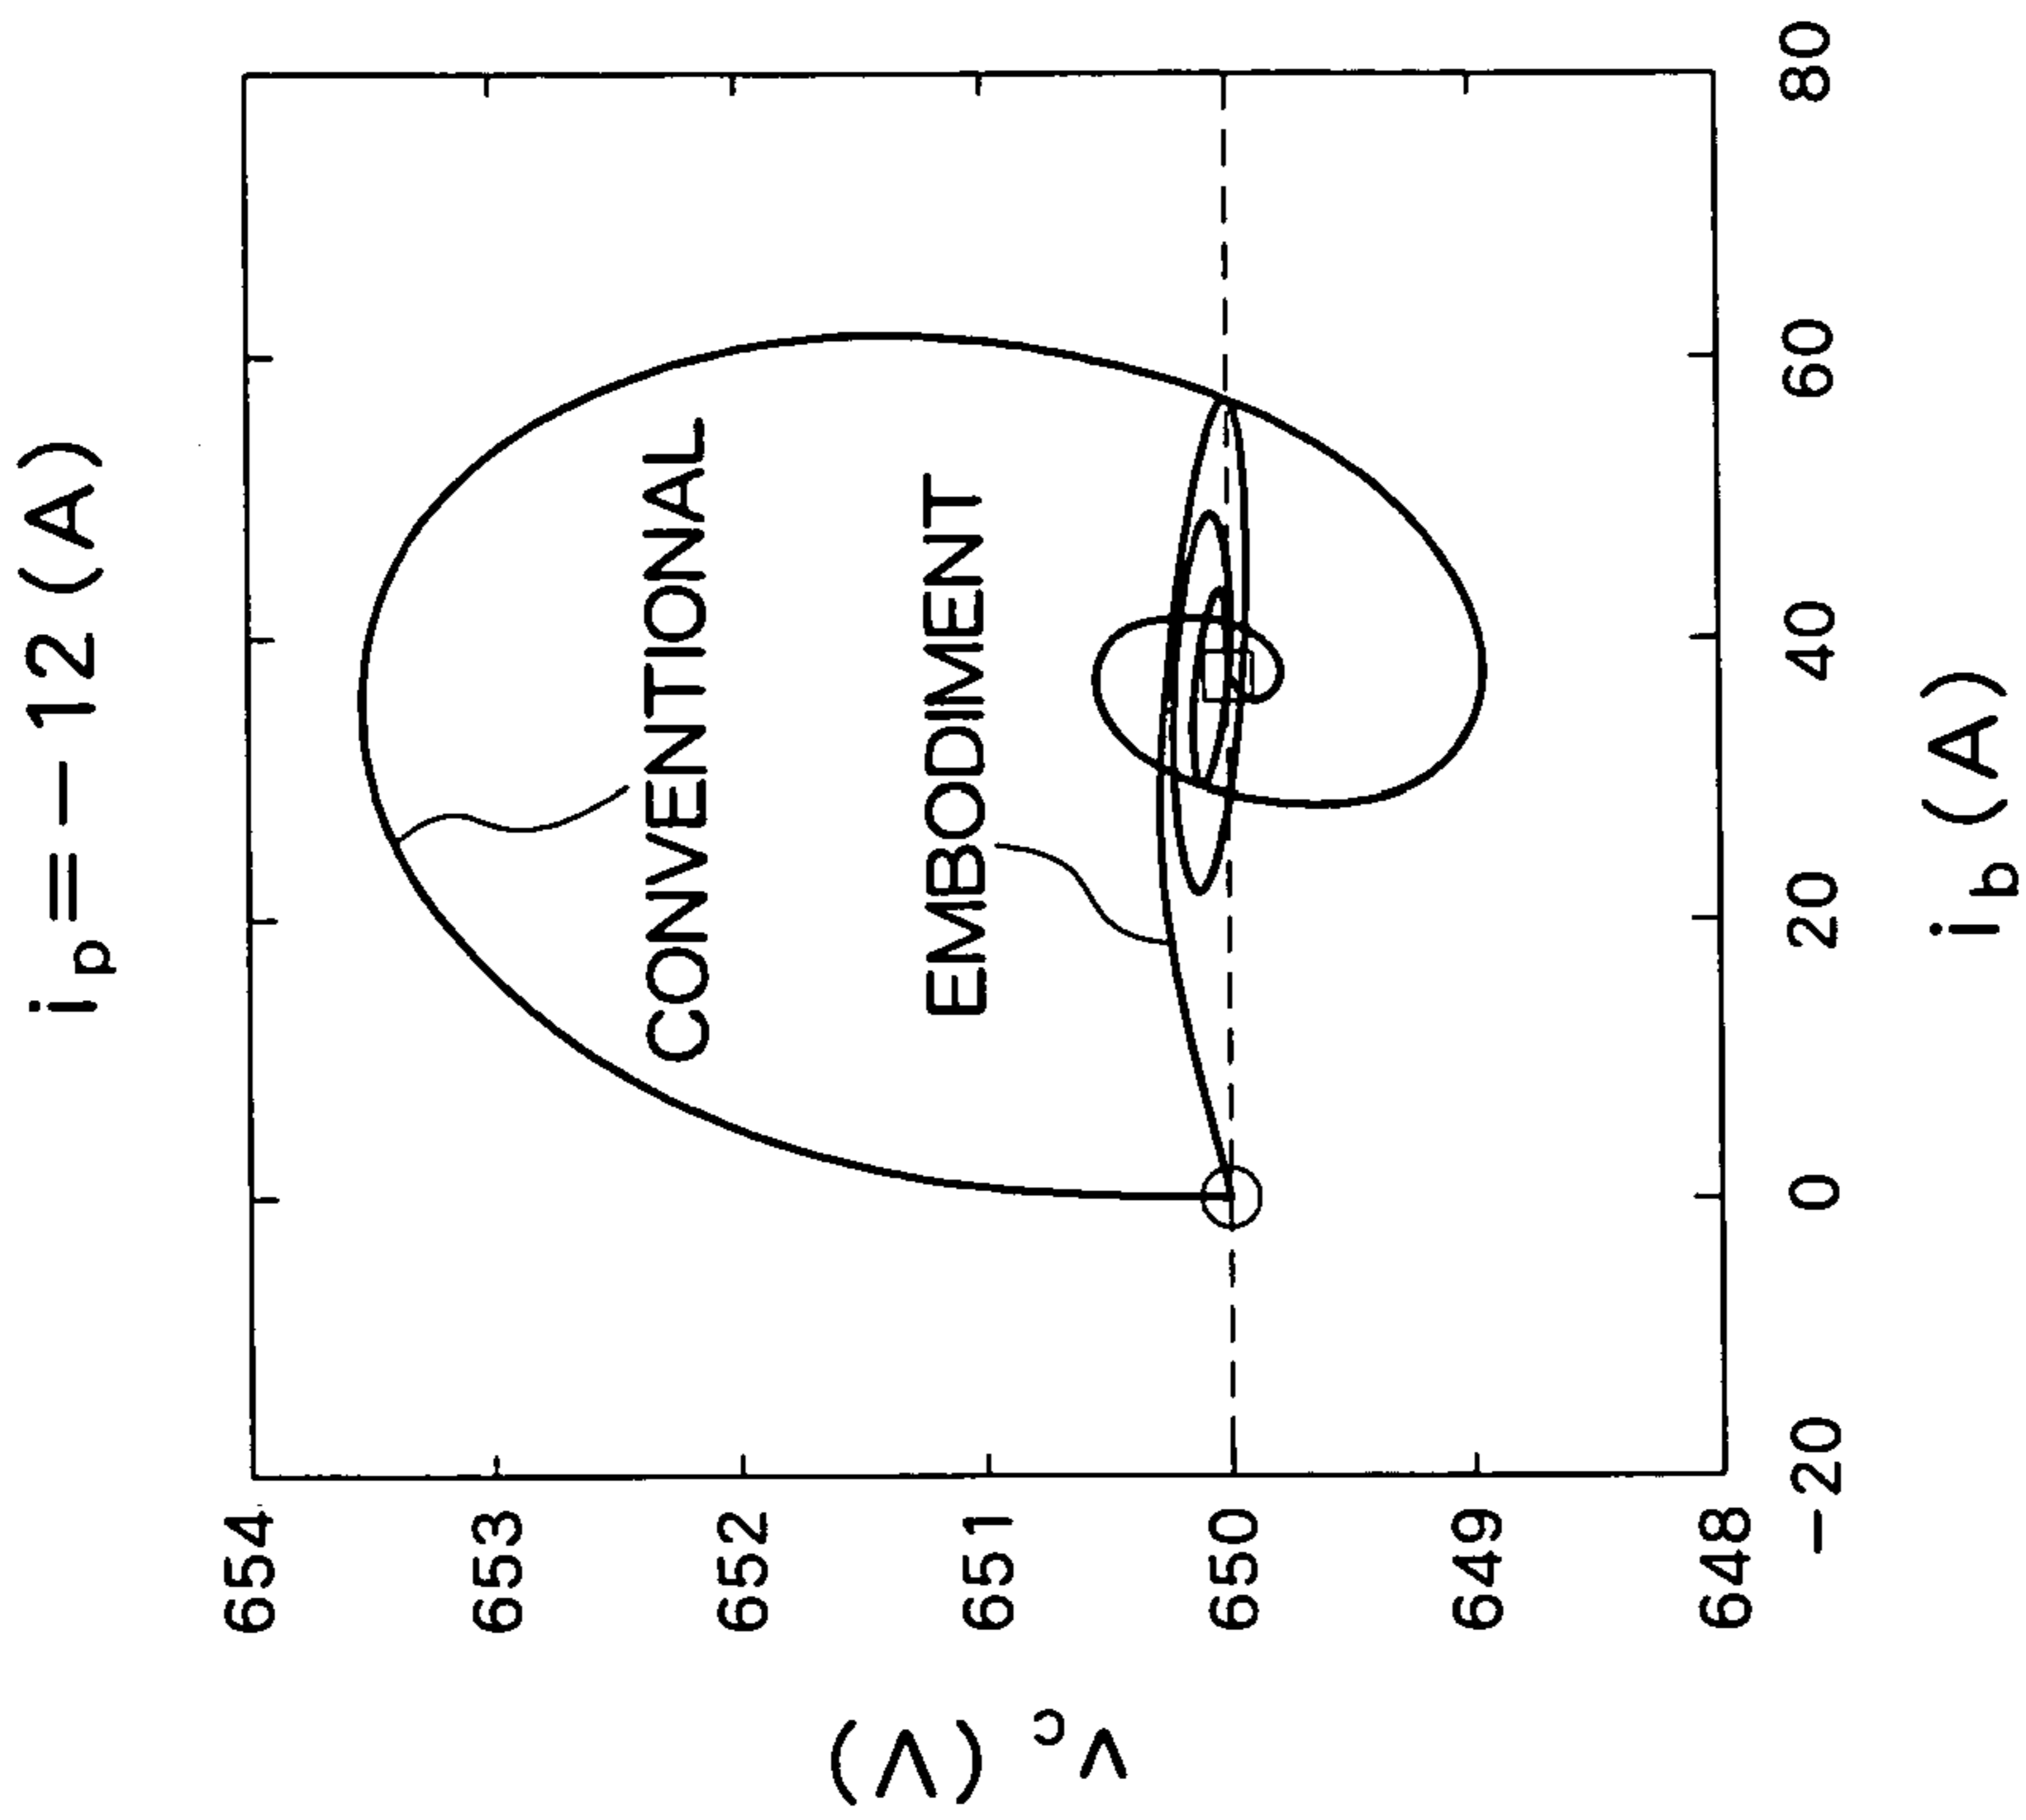 i_p = −12 (A)
654
653
652
651
650
649
648
v_c (V)
CONVENTIONAL
EMBODIMENT
−20
0
20
40
60
80
i_b (A)